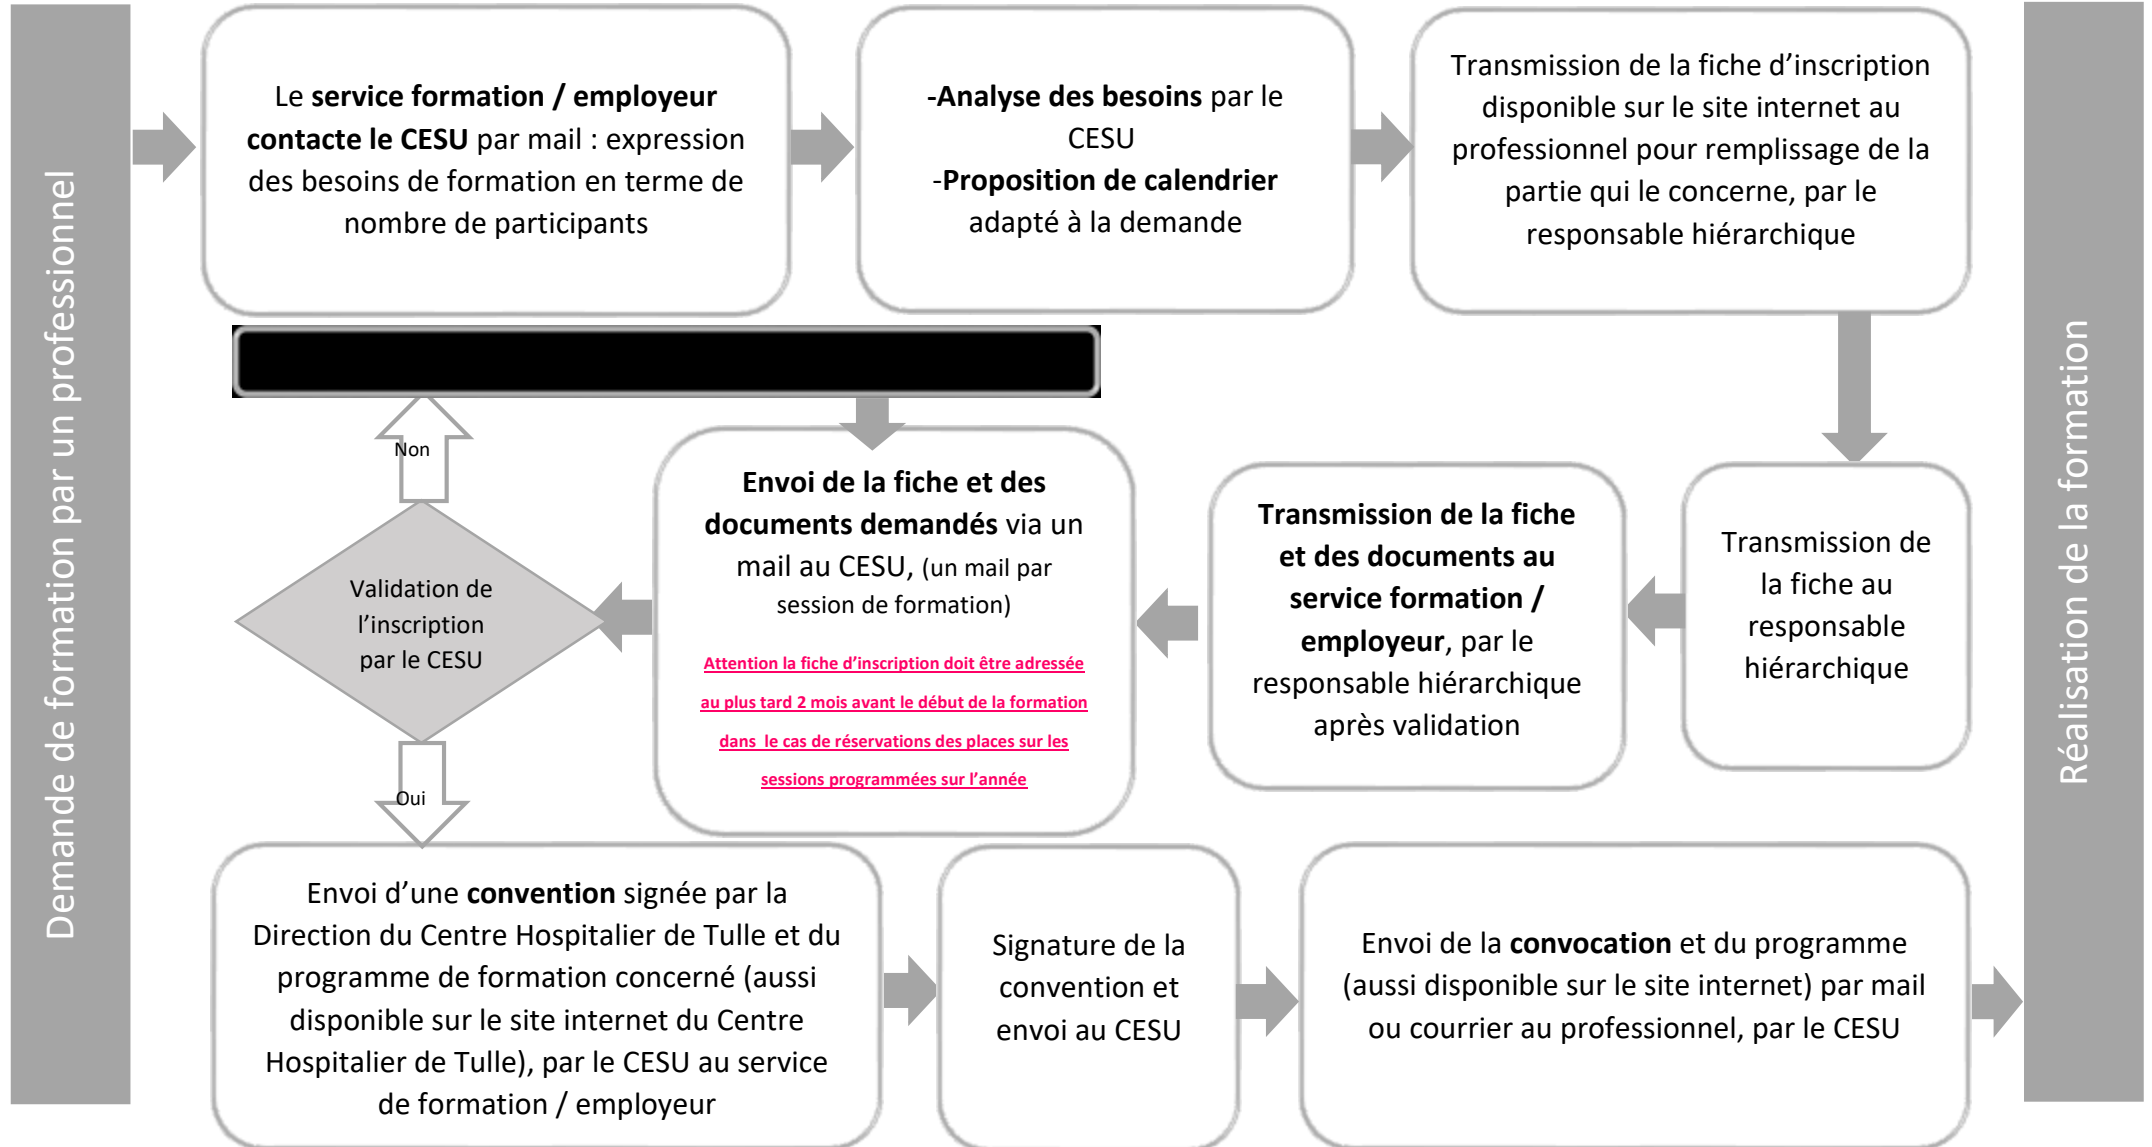 Demande de formation par un professionnel
Le service formation / employeur
contacte le CESU par mail : expression
des besoins de formation en terme de
nombre de participants
-Analyse des besoins par le
CESU
-Proposition de calendrier
adapté à la demande
Transmission de la fiche d’inscription
disponible sur le site internet au
professionnel pour remplissage de la
partie qui le concerne, par le
responsable hiérarchique
Transmission de
la fiche au
responsable
hiérarchique
Transmission de la fiche
et des documents au
service formation /
employeur, par le
responsable hiérarchique
après validation
Envoi de la fiche et des
documents demandés via un
mail au CESU, (un mail par
session de formation)
Attention la fiche d’inscription doit être adressée
au plus tard 2 mois avant le début de la formation
dans le cas de réservations des places sur les
sessions programmées sur l’année
Validation de
l’inscription
par le CESU
Non
Oui
Envoi d’une convention signée par la
Direction du Centre Hospitalier de Tulle et du
programme de formation concerné (aussi
disponible sur le site internet du Centre
Hospitalier de Tulle), par le CESU au service
de formation / employeur
Signature de la
convention et
envoi au CESU
Envoi de la convocation et du programme
(aussi disponible sur le site internet) par mail
ou courrier au professionnel, par le CESU
Réalisation de la formation